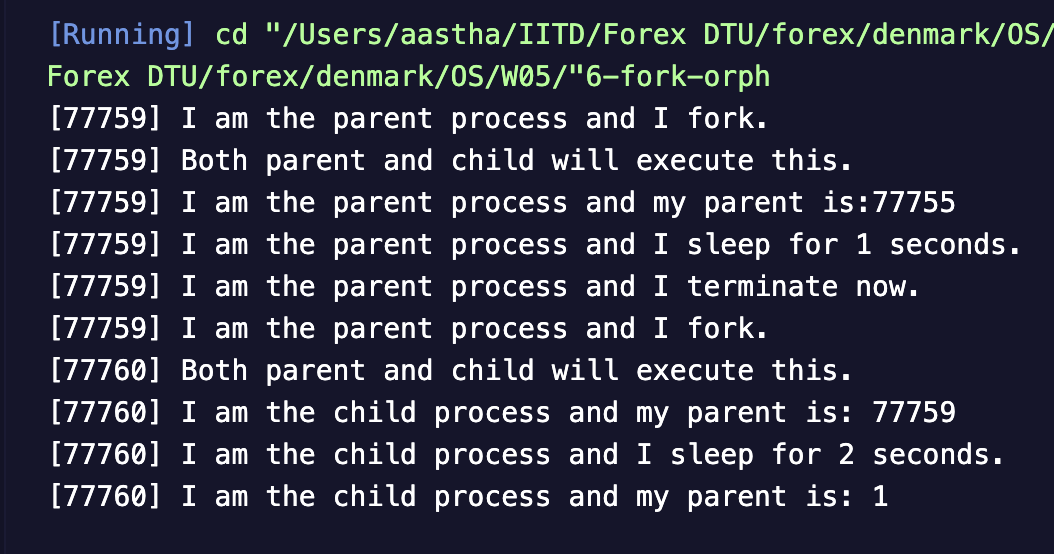 [Running] cd "/Users/aastha/IITD/Forex DTU/forex/denmark/OS/
Forex DTU/forex/denmark/OS/W05/"6-fork-orph
[77759] I am the parent process and I fork.
[77759] Both parent and child will execute this.
[77759] I am the parent process and my parent is:77755
[77759] I am the parent process and I sleep for 1 seconds.
[77759] I am the parent process and I terminate now.
[77759] I am the parent process and I fork.
[77760] Both parent and child will execute this.
[77760] I am the child process and my parent is: 77759
[77760] I am the child process and I sleep for 2 seconds.
[77760] I am the child process and my parent is: 1